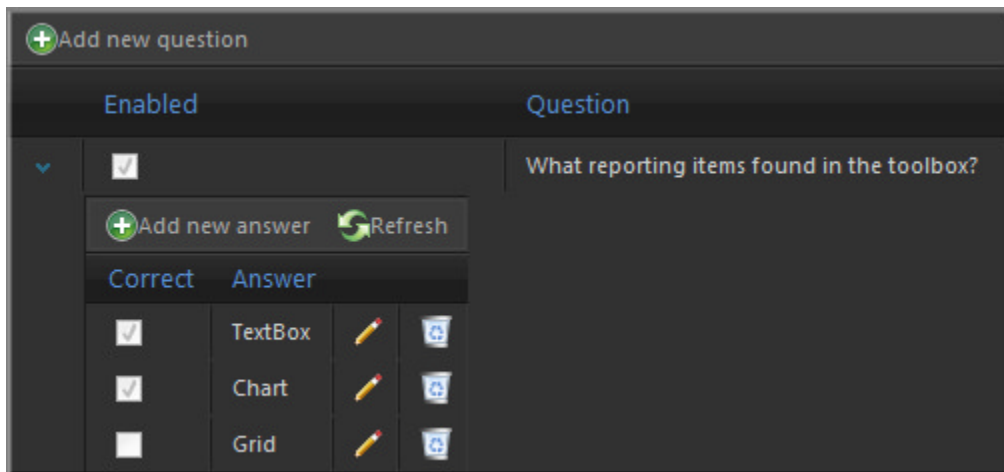 Add new question
Enabled Question
What reporting items found in the toolbox?
Add new answer Refresh
Correct Answer
TextBox
Chart
Grid